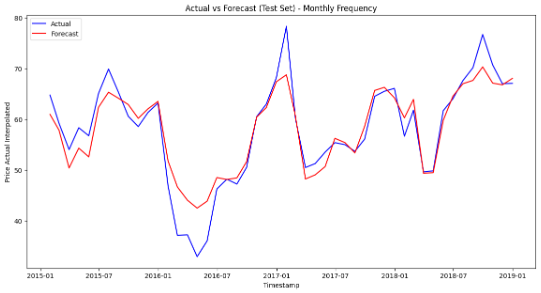 Actual vs Forecast (Test Set) - Monthly Frequency
Actual
Forecast
Price Actual Interpolated
80
70
60
50
40
2015-01
2015-07
2016-01
2016-07
2017-01
2017-07
2018-01
2018-07
2019-01
Timestamp